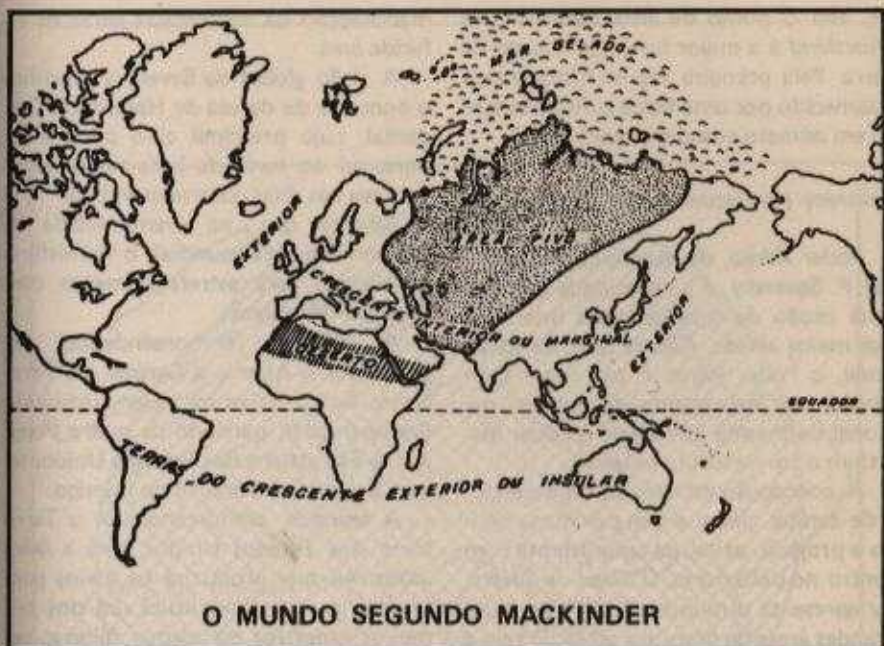 MAR GELADO
EXTERIOR
ÁREA PIVÔ
CRESCENTE INTERIOR OU MARGINAL
DESERTO
EXTERIOR
EQUADOR
TERRAS DO CRESCENTE EXTERIOR OU INSULAR
O MUNDO SEGUNDO MACKINDER